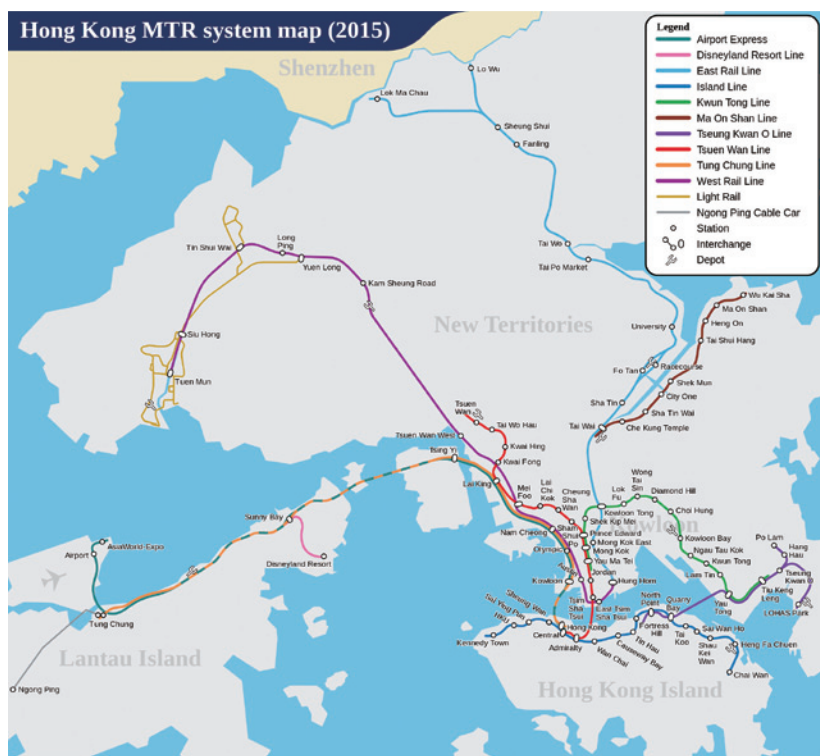 Hong Kong MTR system map (2015)
Legend
Airport Express
Disneyland Resort Line
East Rail Line
Island Line
Kwun Tong Line
Ma On Shan Line
Tseung Kwan O Line
Tsuen Wan Line
Tung Chung Line
West Rail Line
Light Rail
Ngong Ping Cable Car
Station
Interchange
Depot
Shenzhen
Lo Wu
Lok Ma Chau
Sheung Shui
Fanling
Tin Shui Wai
Long
Ping
Yuen Long
Tai Wo
Tai Po Market
Kam Sheung Road
Wu Kai Sha
Ma On Shan
New Territories
Heng On
University
Siu Hong
Tai Shui Hang
Racecourse
Fo Tan
Tuen Mun
Shek Mun
City One
Sha Tin
Tsuen
Wan
Sha Tin Wai
Tai Wo Hau
Tai Wai
Che Kung Temple
Tsuen Wan West
Kwai Hing
Tsing Yi
Kwai Fong
Wong
Tai
Sin
Lai King
Mei
Foo
Lai
Chi
Kok
Cheung
Sha
Wan
Lok
Fu
Diamond Hill
Kowloon Tong
Choi Hung
Sunny Bay
Shek Kip Mei
Kowloon
Nam Cheong
Sham
Shui
Po
Prince Edward
Mong Kok East
Mong Kok
Kowloon Bay
Po Lam
AsiaWorld-Expo
Airport
Olympic
Yau Ma Tei
Ngau Tau Kok
Hang
Hau
Disneyland Resort
Austin
Jordan
Kwun Tong
Kowloon
Hung Hom
Lam Tin
Tseung
Kwan O
Tiu Keng
Leng
Yau
Tong
LOHAS Park
Tsim
Sha
Tsui
East Tsim
Sha Tsui
North
Point
Quarry
Bay
Sheung Wan
Sai Ying Pun
HKU
Tung Chung
Hong Kong
Fortress
Hill
Tai
Koo
Sai Wan Ho
Kennedy Town
Central
Admiralty
Wan Chai
Causeway Bay
Tin Hau
Shau
Kei
Wan
Heng Fa Chuen
Lantau Island
Chai Wan
Ngong Ping
Hong Kong Island